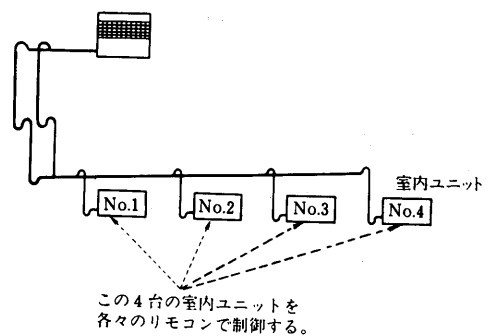 室内ユニット
No.1
No.2
No.3
No.4
この4台の室内ユニットを
各々のリモコンで制御する。